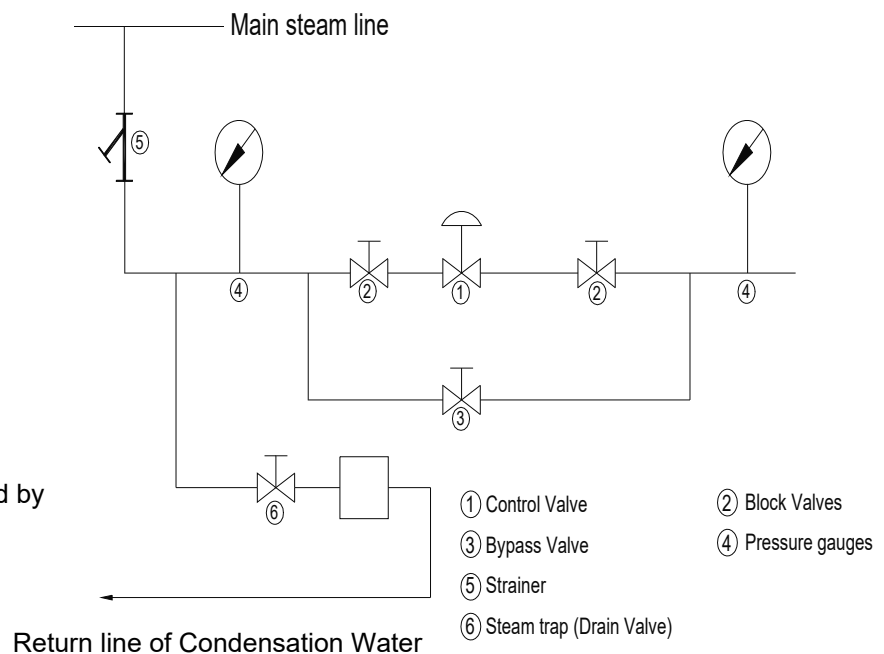 Main steam line
⑤
④
②
①
②
④
③
d by
⑥
① Control Valve
② Block Valves
③ Bypass Valve
④ Pressure gauges
⑤ Strainer
⑥ Steam trap (Drain Valve)
Return line of Condensation Water